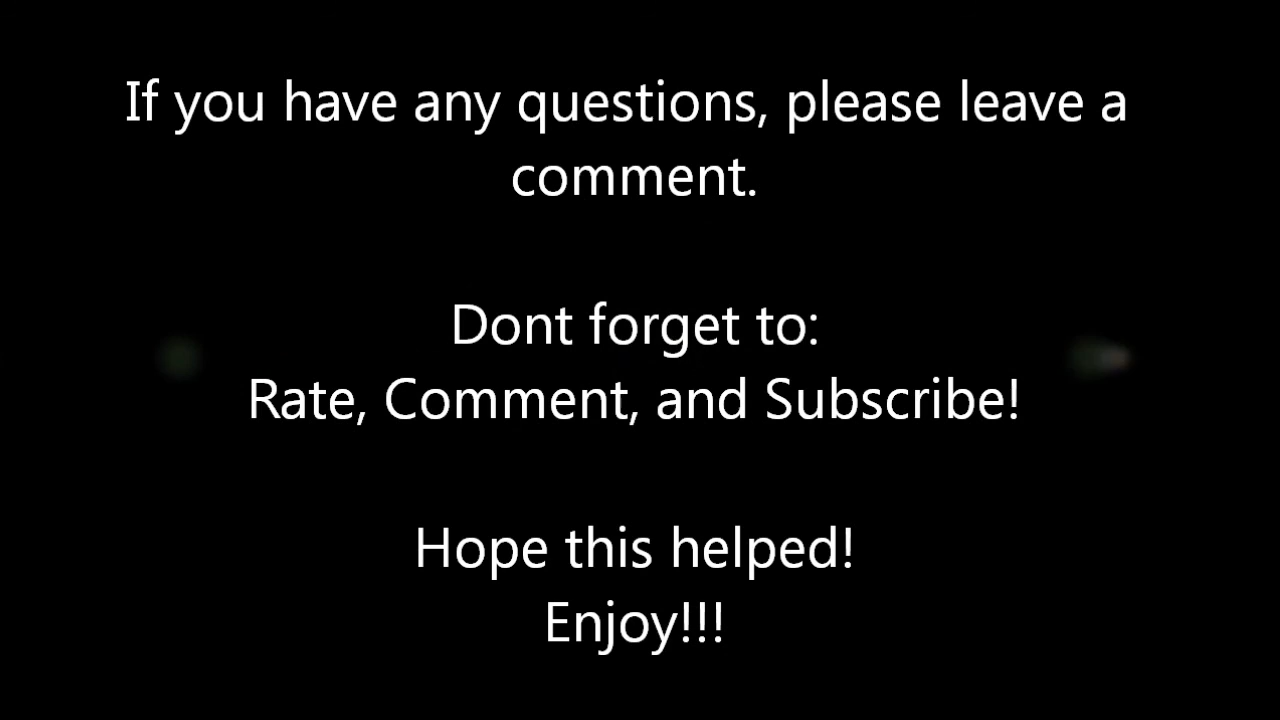 If you have any questions, please leave a
comment.
Dont forget to:
Rate, Comment, and Subscribe!
Hope this helped!
Enjoy!!!